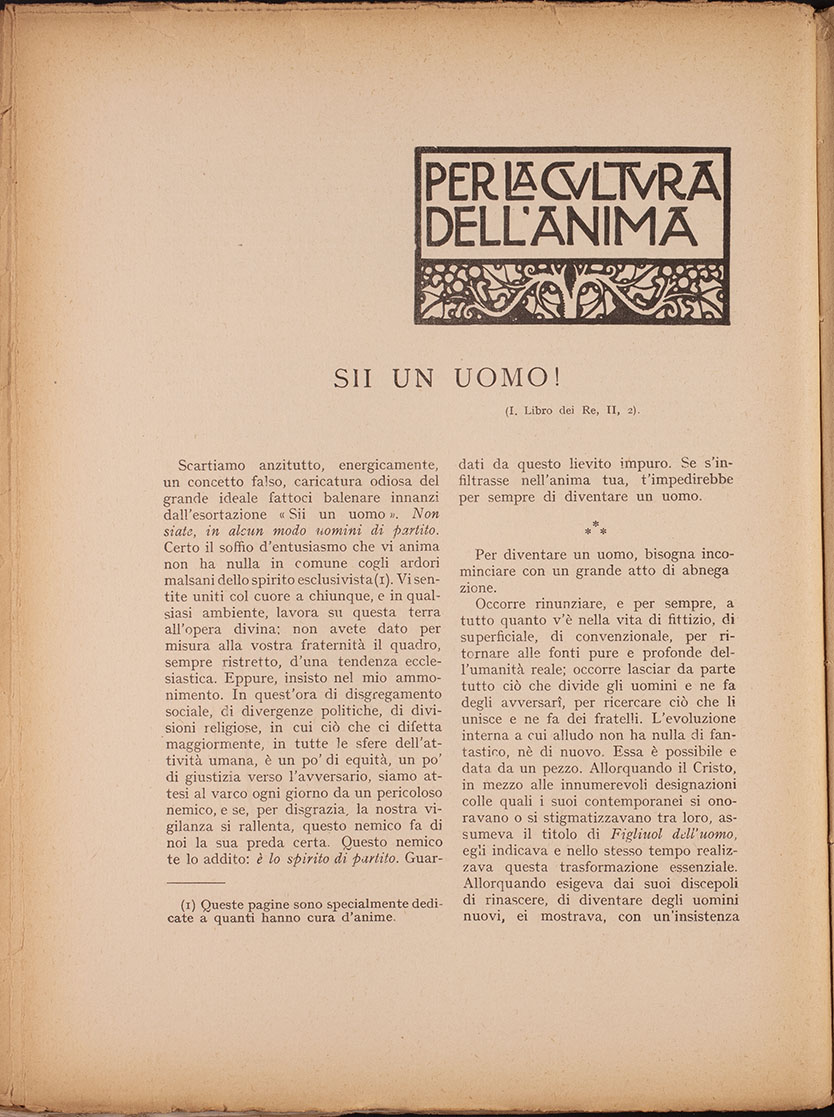 PER LA CVLTVRA
DELL'ANIMA
SII UN UOMO!
(I. Libro dei Re, II, 2).
Scartiamo anzitutto, energicamente,
un concetto falso, caricatura odiosa del
grande ideale fattoci balenare innanzi
dall'esortazione « Sii un uomo ». Non
siate, in alcun modo uomini di partito.
Certo il soffio d'entusiasmo che vi anima
non ha nulla in comune cogli ardori
malsani dello spirito esclusivista (1). Vi sen-
tite uniti col cuore a chiunque, e in qual-
siasi ambiente, lavora su questa terra
all'opera divina; non avete dato per
misura alla vostra fraternità il quadro,
sempre ristretto, d'una tendenza eccle-
siastica. Eppure, insisto nel mio ammo-
nimento. In quest'ora di disgregamento
sociale, di divergenze politiche, di divi-
sioni religiose, in cui ciò che ci difetta
maggiormente, in tutte le sfere dell'at-
tività umana, è un po' di equità, un po'
di giustizia verso l'avversario, siamo at-
tesi al varco ogni giorno da un pericoloso
nemico, e se, per disgrazia, la nostra vi-
gilanza si rallenta, questo nemico fa di
noi la sua preda certa. Questo nemico
te lo addito: è lo spirito di partito. Guar-
(1) Queste pagine sono specialmente dedi-
cate a quanti hanno cura d'anime.
dati da questo lievito impuro. Se s'in-
filtrasse nell'anima tua, t'impedirebbe
per sempre di diventare un uomo.
***
Per diventare un uomo, bisogna inco-
minciare con un grande atto di abnega
zione.
Occorre rinunziare, e per sempre, a
tutto quanto v'è nella vita di fittizio, di
superficiale, di convenzionale, per ri-
tornare alle fonti pure e profonde del-
l'umanità reale; occorre lasciar da parte
tutto ciò che divide gli uomini e ne fa
degli avversarî, per ricercare ciò che li
unisce e ne fa dei fratelli. L'evoluzione
interna a cui alludo non ha nulla di fan-
tastico, nè di nuovo. Essa è possibile e
data da un pezzo. Allorquando il Cristo,
in mezzo alle innumerevoli designazioni
colle quali i suoi contemporanei si ono-
ravano o si stigmatizzavano tra loro, as-
sumeva il titolo di Figliuol dell'uomo,
egli indicava e nello stesso tempo realiz-
zava questa trasformazione essenziale.
Allorquando esigeva dai suoi discepoli
di rinascere, di diventare degli uomini
nuovi, ei mostrava, con un'insistenza